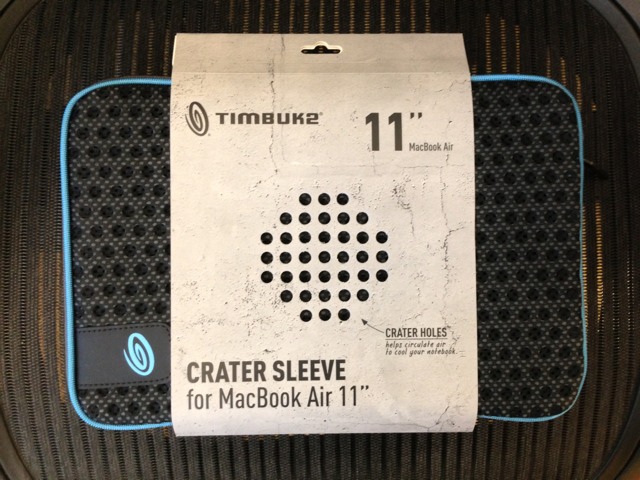 TIMBUK2
11"
MacBook Air
CRATER HOLES
helps circulate air
to cool your notebook.
CRATER SLEEVE
for MacBook Air 11"